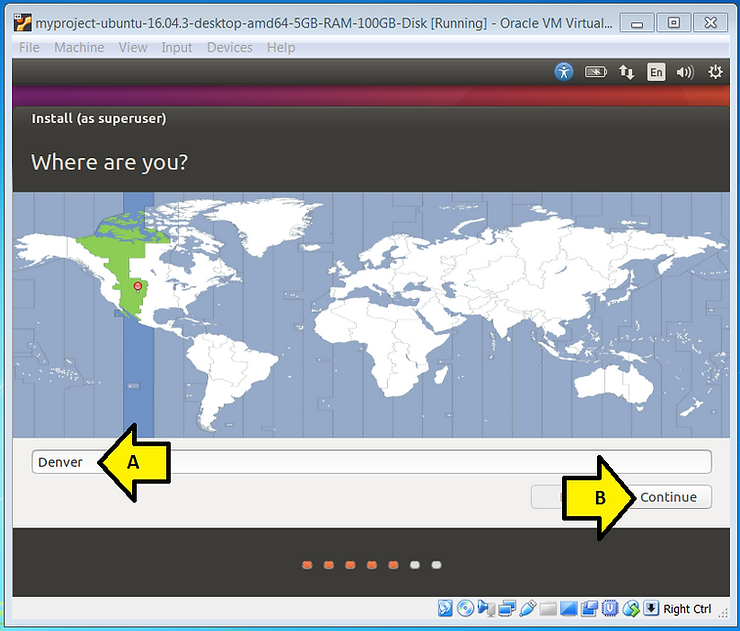 myproject-ubuntu-16.04.3-desktop-amd64-5GB-RAM-100GB-Disk [Running] - Oracle VM Virtual...
File Machine View Input Devices Help
En
Install (as superuser)
Where are you?
Denver
A
B
Continue
Right Ctrl